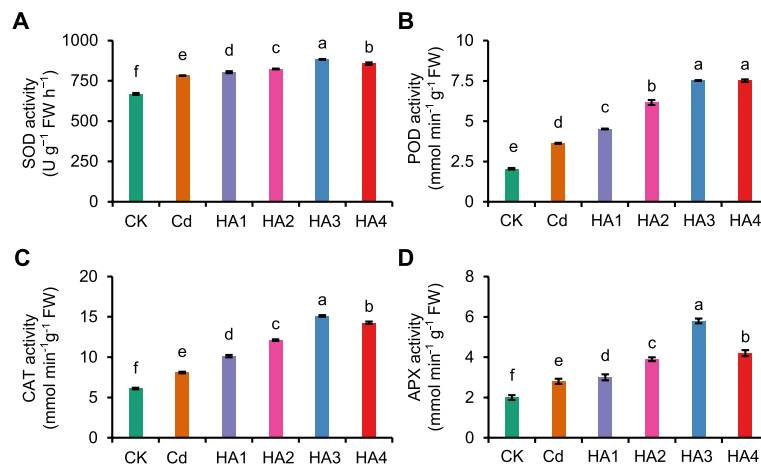 A
SOD activity
(U g⁻¹ FW h⁻¹)
1000
750
500
250
0
f
e
d
c
a
b
CK Cd HA1 HA2 HA3 HA4
B
POD activity
(mmol min⁻¹ g⁻¹ FW)
10
7.5
5
2.5
0
e
d
c
b
a
a
CK Cd HA1 HA2 HA3 HA4
C
CAT activity
(mmol min⁻¹g⁻¹ FW)
20
15
10
5
0
f
e
d
c
a
b
CK Cd HA1 HA2 HA3 HA4
D
APX activity
(mmol min⁻¹ g⁻¹ FW)
8
6
4
2
0
f
e
d
c
a
b
CK Cd HA1 HA2 HA3 HA4